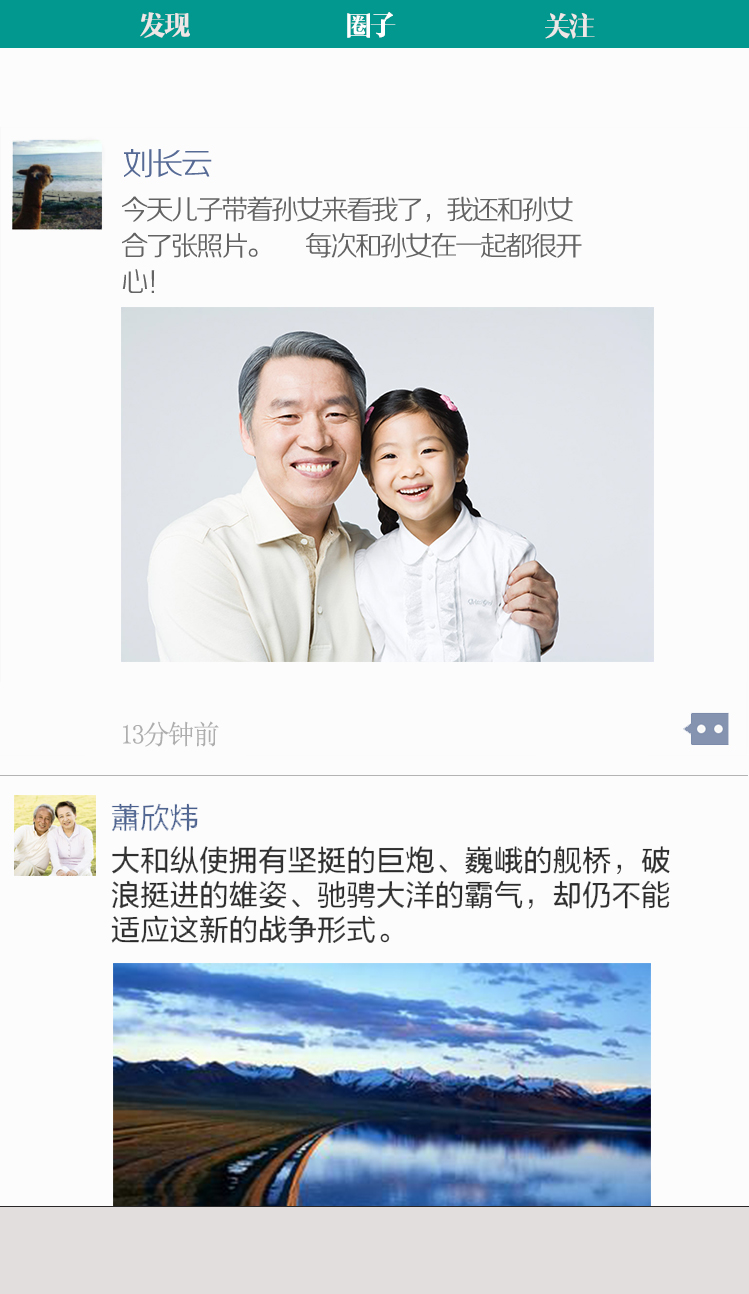 发现 圈子 关注
刘长云
今天儿子带着孙女来看我了，我还和孙女
合了张照片。 每次和孙女在一起都很开
心！
13分钟前
蕭欣炜
大和纵使拥有坚挺的巨炮、巍峨的舰桥，破
浪挺进的雄姿、驰骋大洋的霸气，却仍不能
适应这新的战争形式。